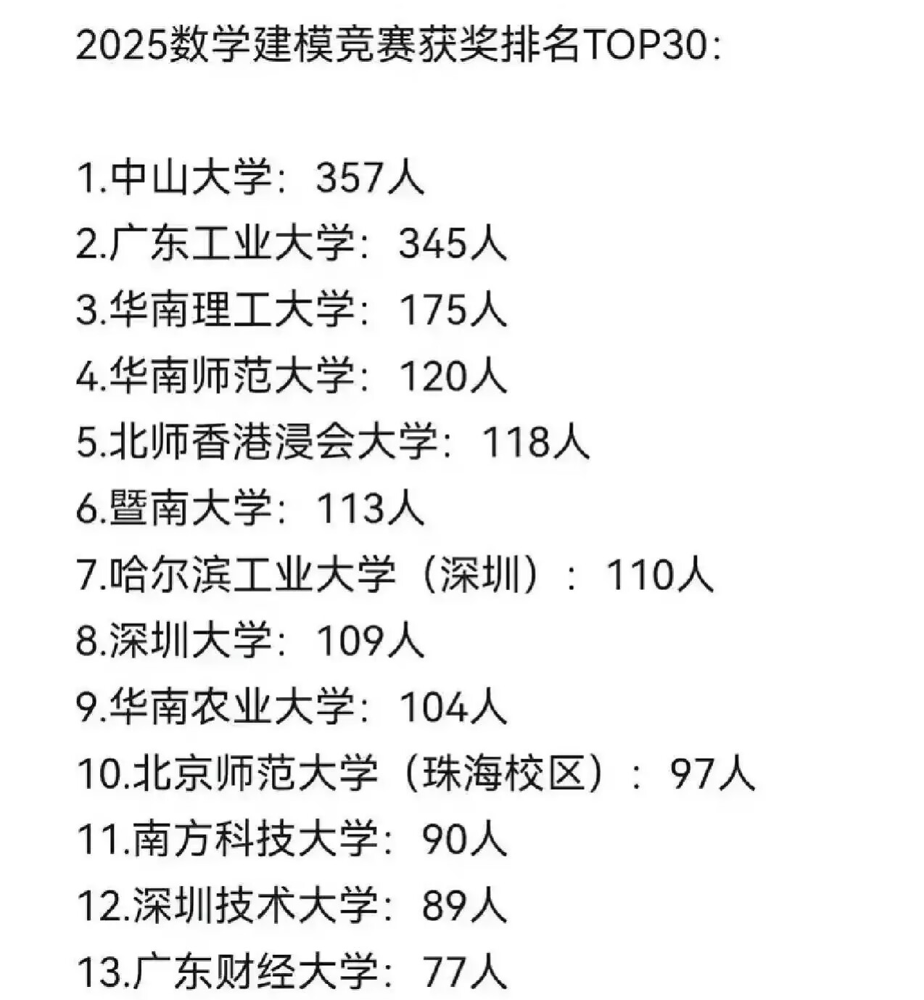 2025数学建模竞赛获奖排名TOP30：
1.中山大学：357人
2.广东工业大学：345人
3.华南理工大学：175人
4.华南师范大学：120人
5.北师香港浸会大学：118人
6.暨南大学：113人
7.哈尔滨工业大学（深圳）：110人
8.深圳大学：109人
9.华南农业大学：104人
10.北京师范大学（珠海校区）：97人
11.南方科技大学：90人
12.深圳技术大学：89人
13.广东财经大学：77人